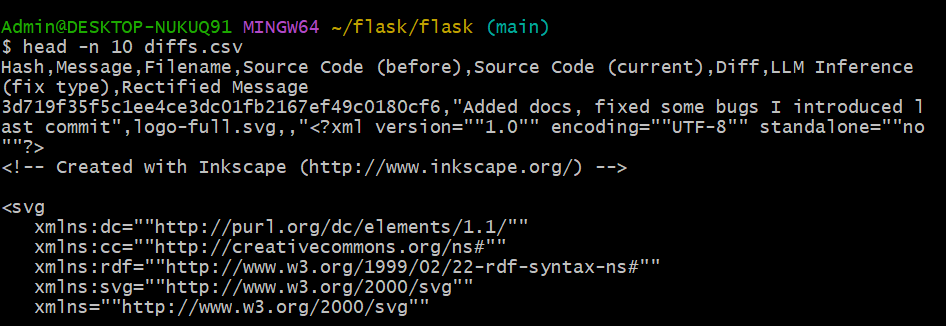 Admin@DESKTOP-NUKUQ91 MINGW64 ~/flask/flask (main)
$ head -n 10 diffs.csv
Hash,Message,Filename,Source Code (before),Source Code (current),Diff,LLM Inference
(fix type),Rectified Message
3d719f35f5c1ee4ce3dc01fb2167ef49c0180cf6,"Added docs, fixed some bugs I introduced l
ast commit",logo-full.svg,,"<?xml version=""1.0"" encoding=""UTF-8"" standalone=""no
""?>
<!-- Created with Inkscape (http://www.inkscape.org/) -->
<svg
   xmlns:dc=""http://purl.org/dc/elements/1.1/""
   xmlns:cc=""http://creativecommons.org/ns#""
   xmlns:rdf=""http://www.w3.org/1999/02/22-rdf-syntax-ns#""
   xmlns:svg=""http://www.w3.org/2000/svg""
   xmlns=""http://www.w3.org/2000/svg""